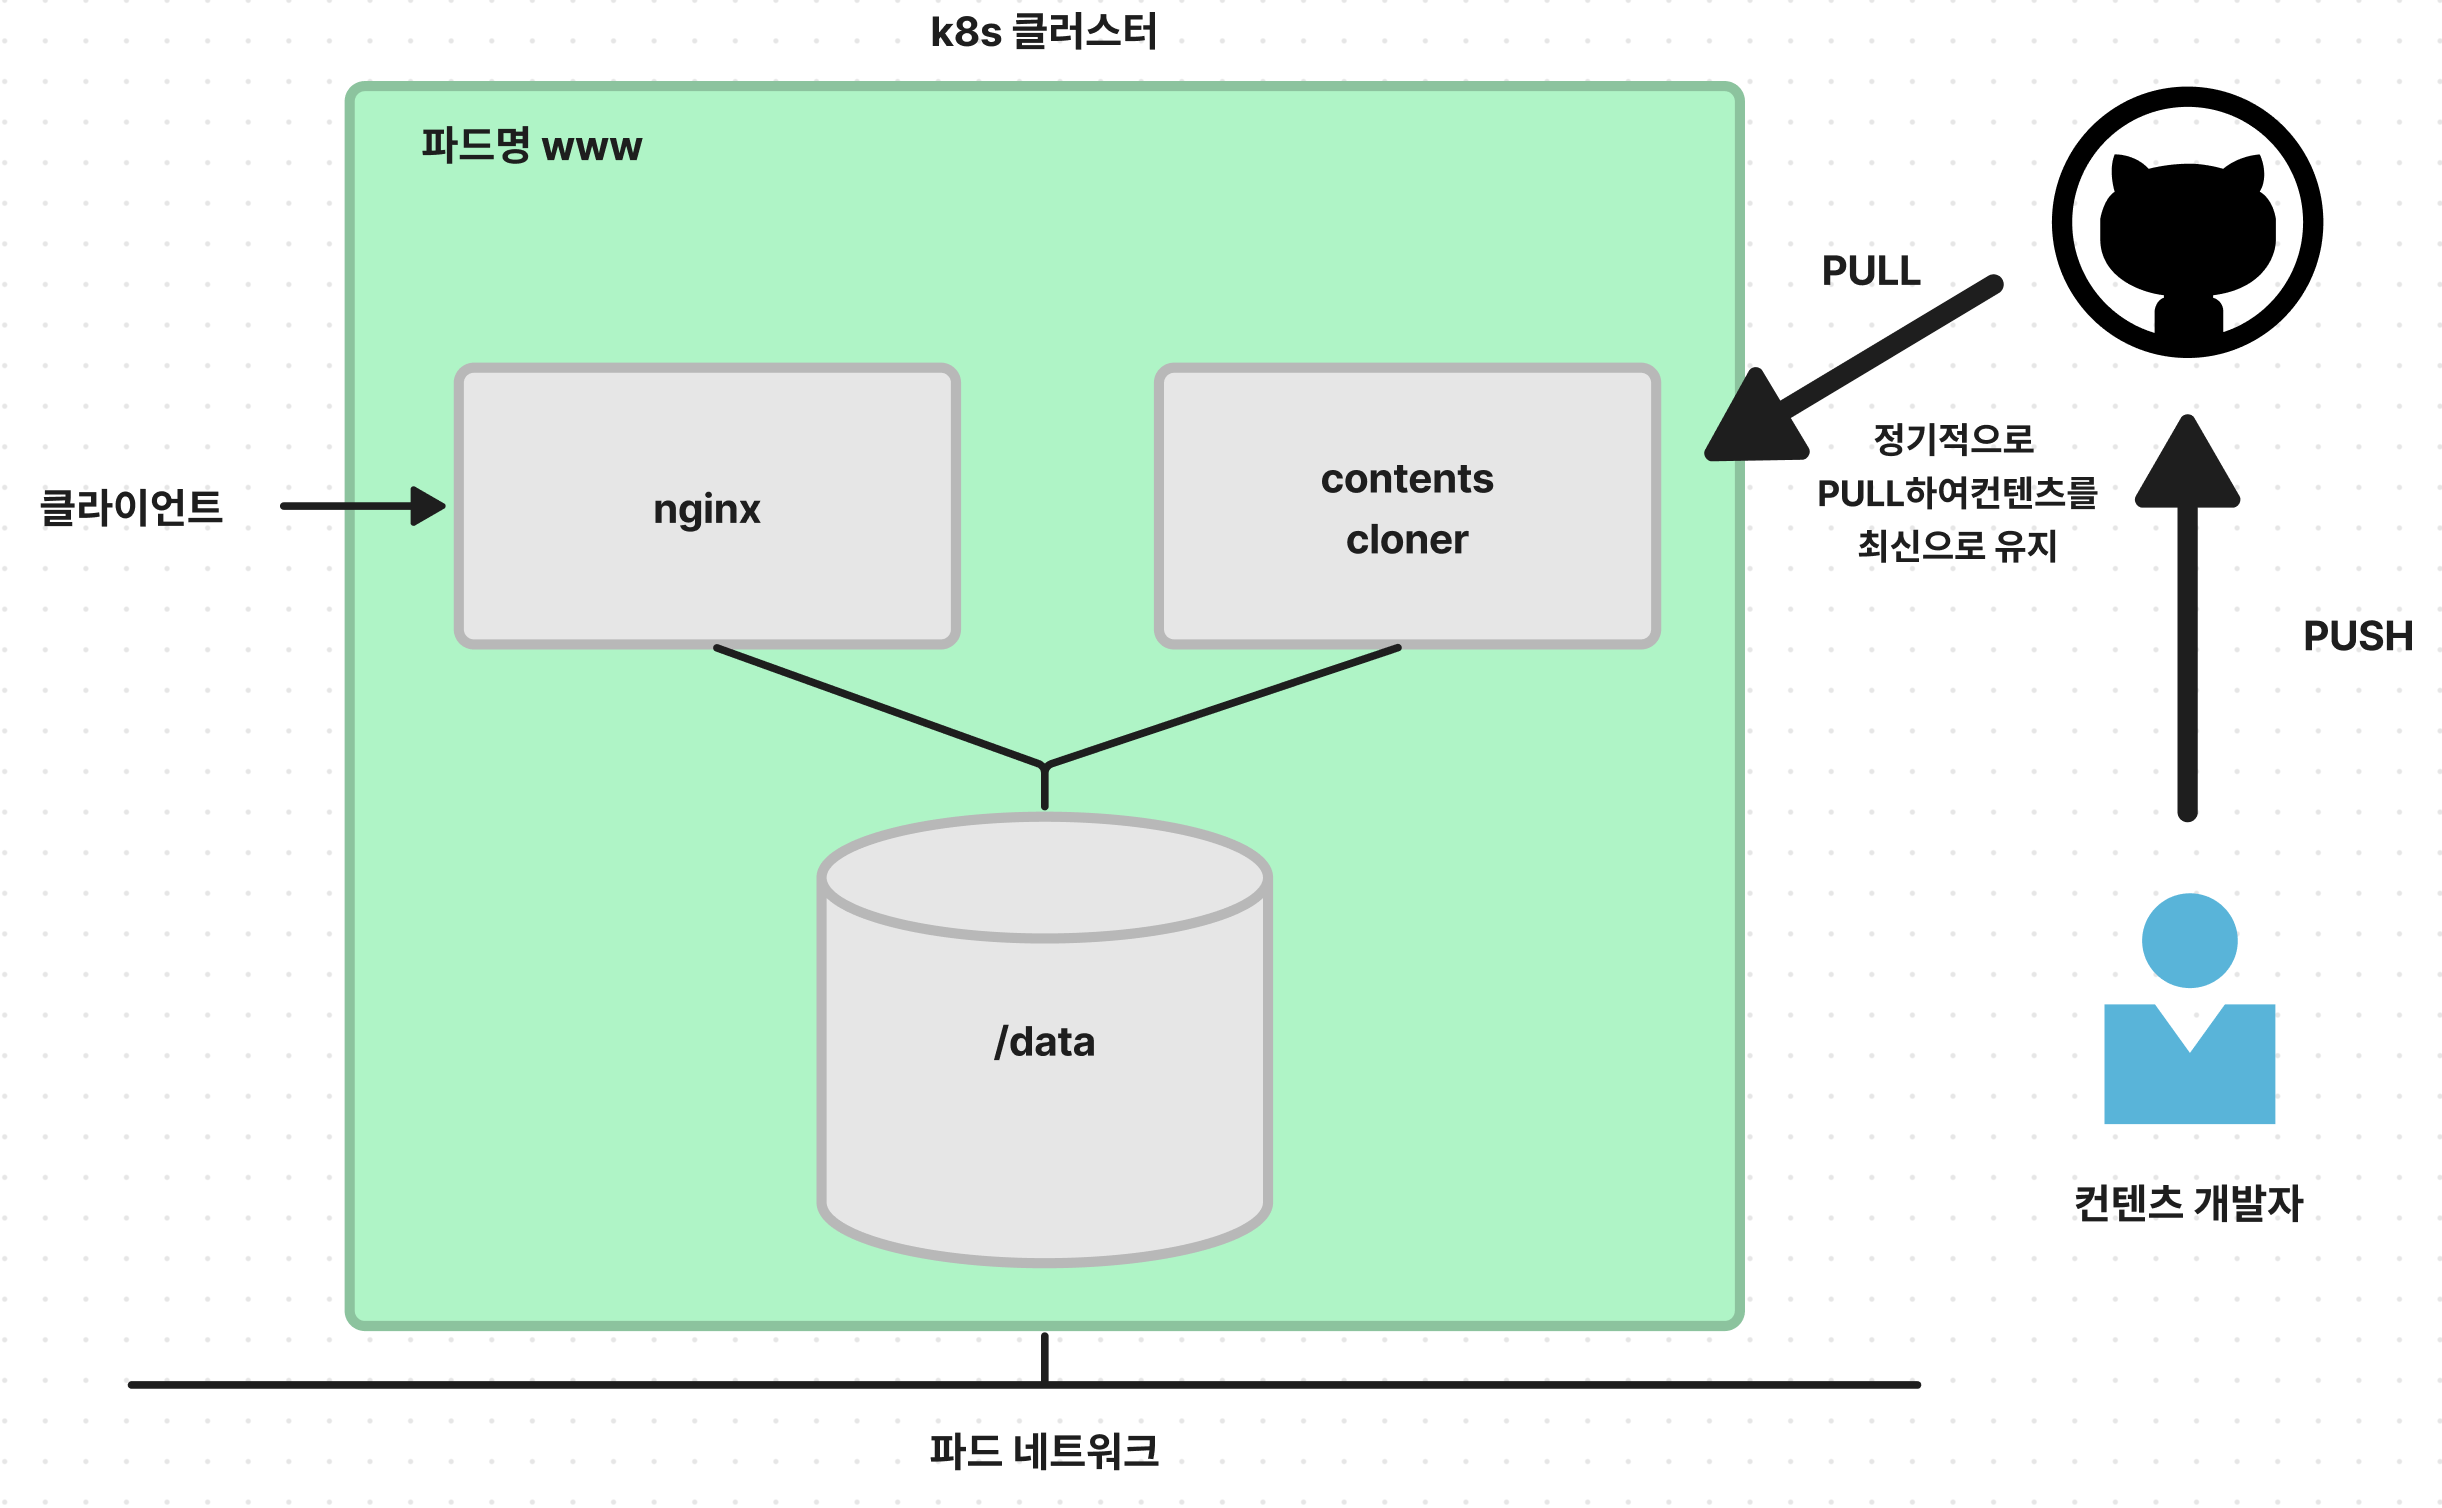 k8s 클러스터
파드명 www
PULL
정기적으로
PULL하여컨텐츠를
최신으로 유지
클라이언트
nginx
contents
cloner
PUSH
/data
컨텐츠 개발자
파드 네트워크